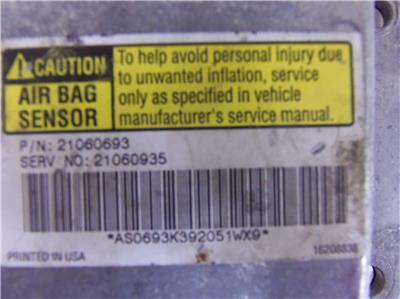 CAUTION
AIR BAG
SENSOR
To help avoid personal injury due
to unwanted inflation, service
only as specified in vehicle
manufacturer's service manual.
P/N: 21060693
SERV NO: 21060935
*AS0693K392051WX9*
PRINTED IN USA
16208838